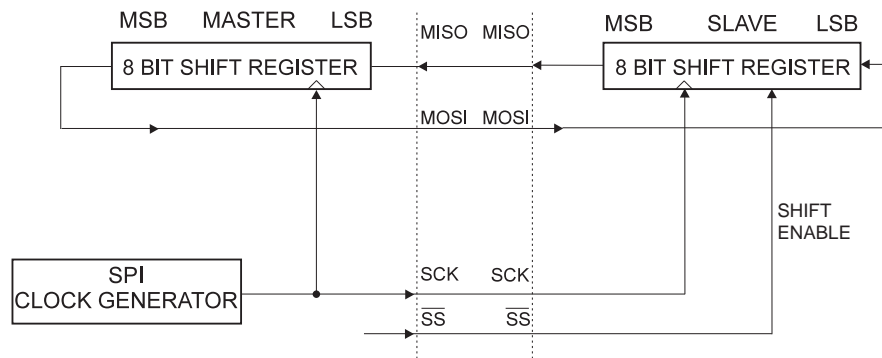 MSB MASTER LSB
MISO MISO
MSB SLAVE LSB
8 BIT SHIFT REGISTER
8 BIT SHIFT REGISTER
MOSI MOSI
SHIFT
ENABLE
SPI
CLOCK GENERATOR
SCK SCK
SS SS